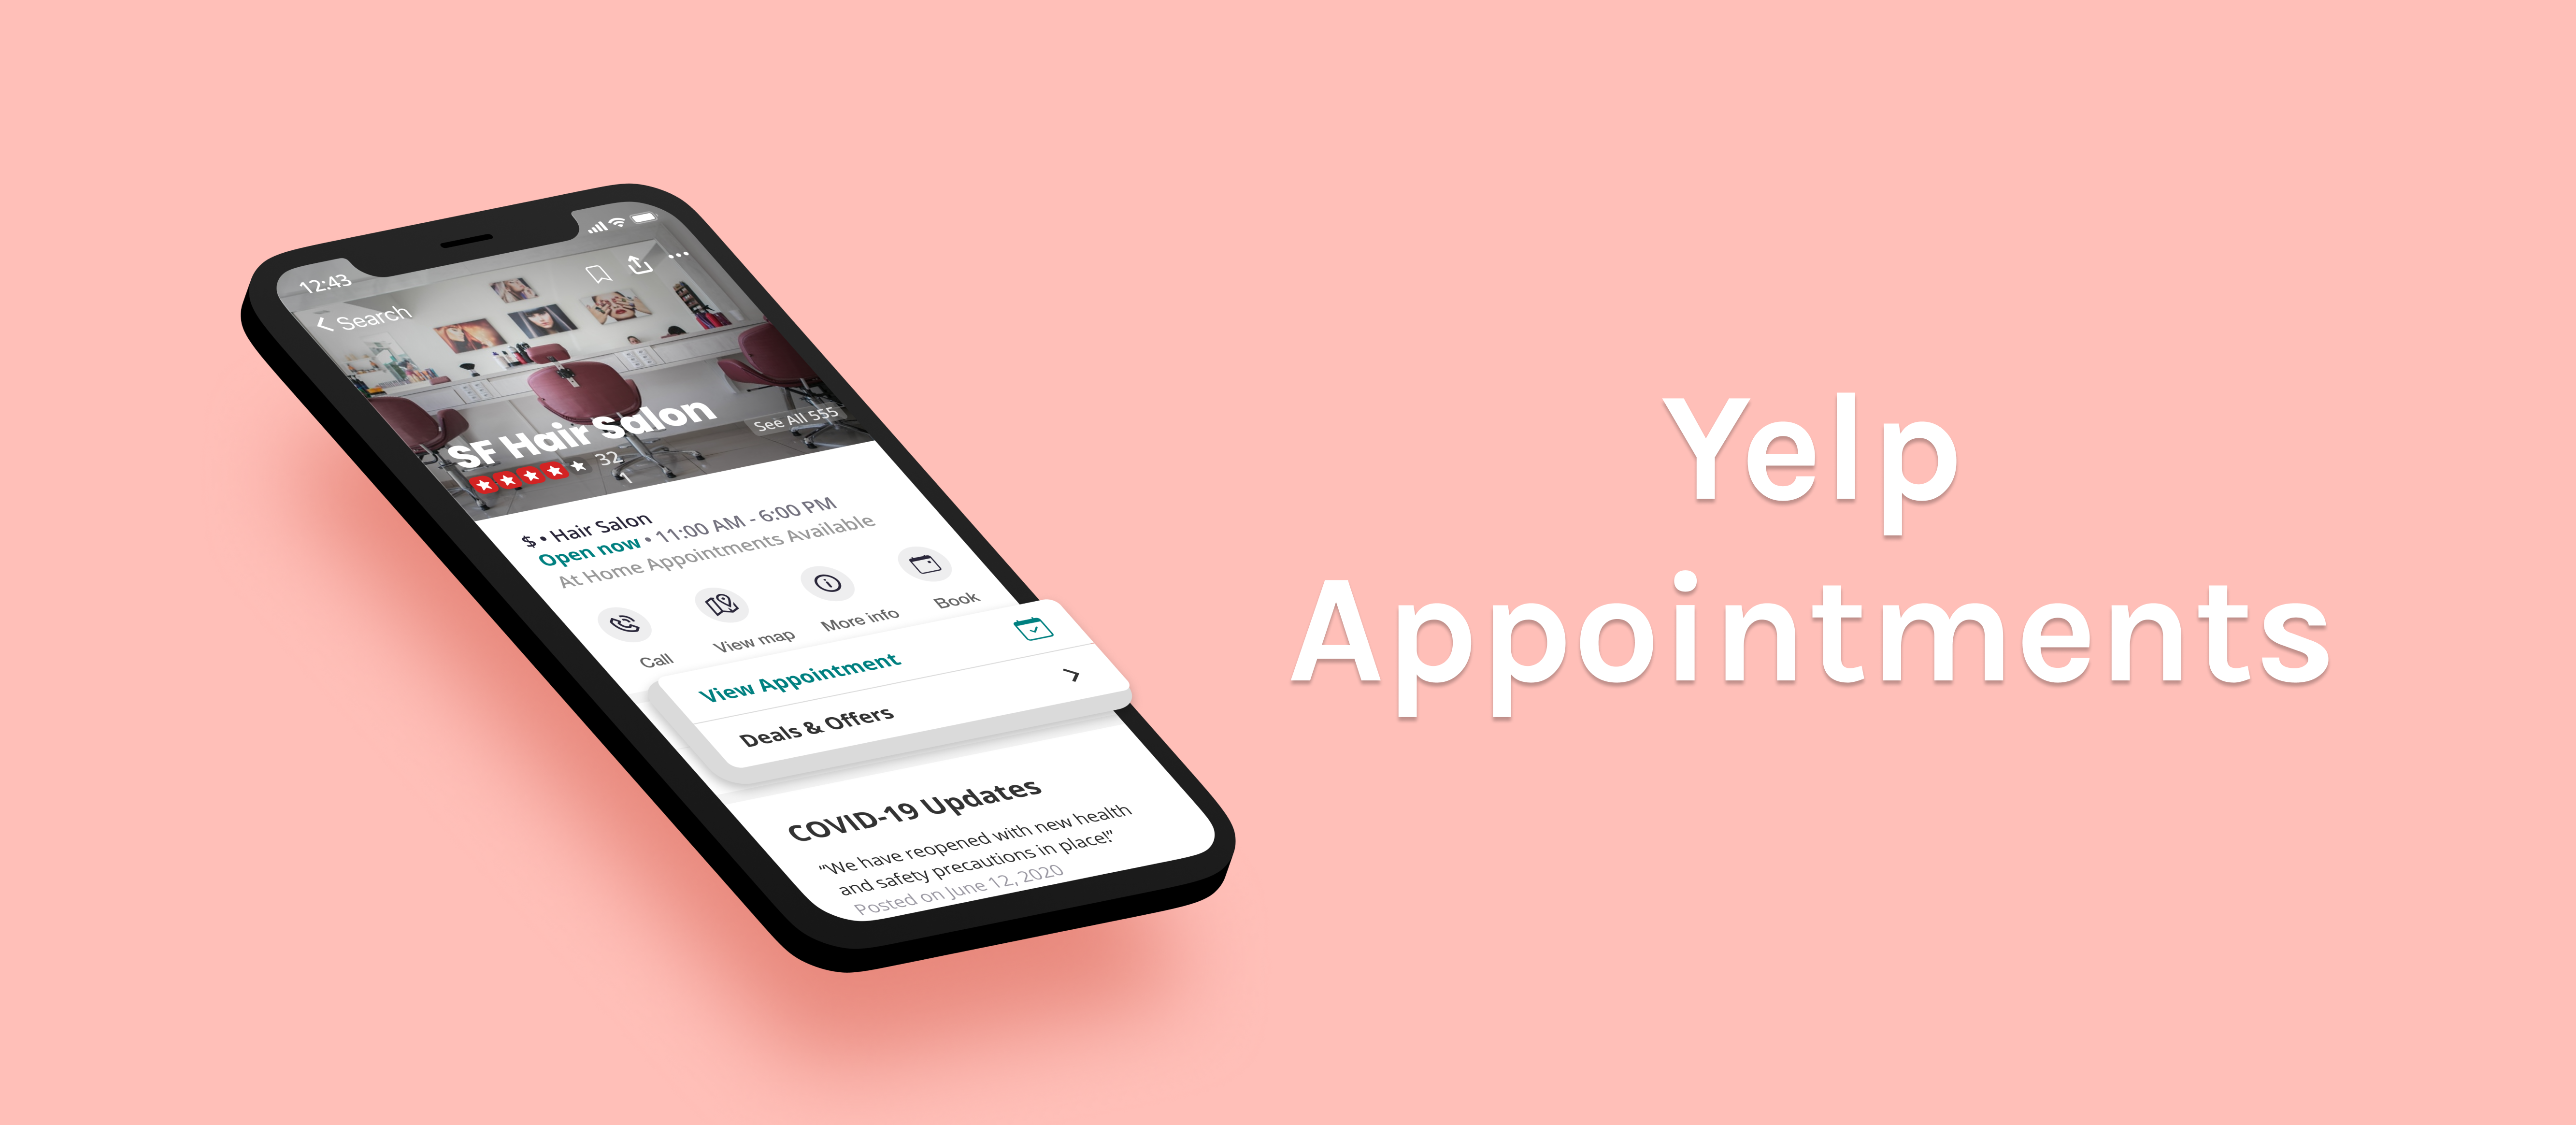 12:43
Search
SF Hair Salon
32
1
See All 555
$ • Hair Salon
Open now • 11:00 AM - 6:00 PM
At Home Appointments Available
Call
View map
More info
Book
View Appointment
Deals & Offers
COVID-19 Updates
“We have reopened with new health
and safety precautions in place!”
Posted on June 12, 2020
Yelp
Appointments